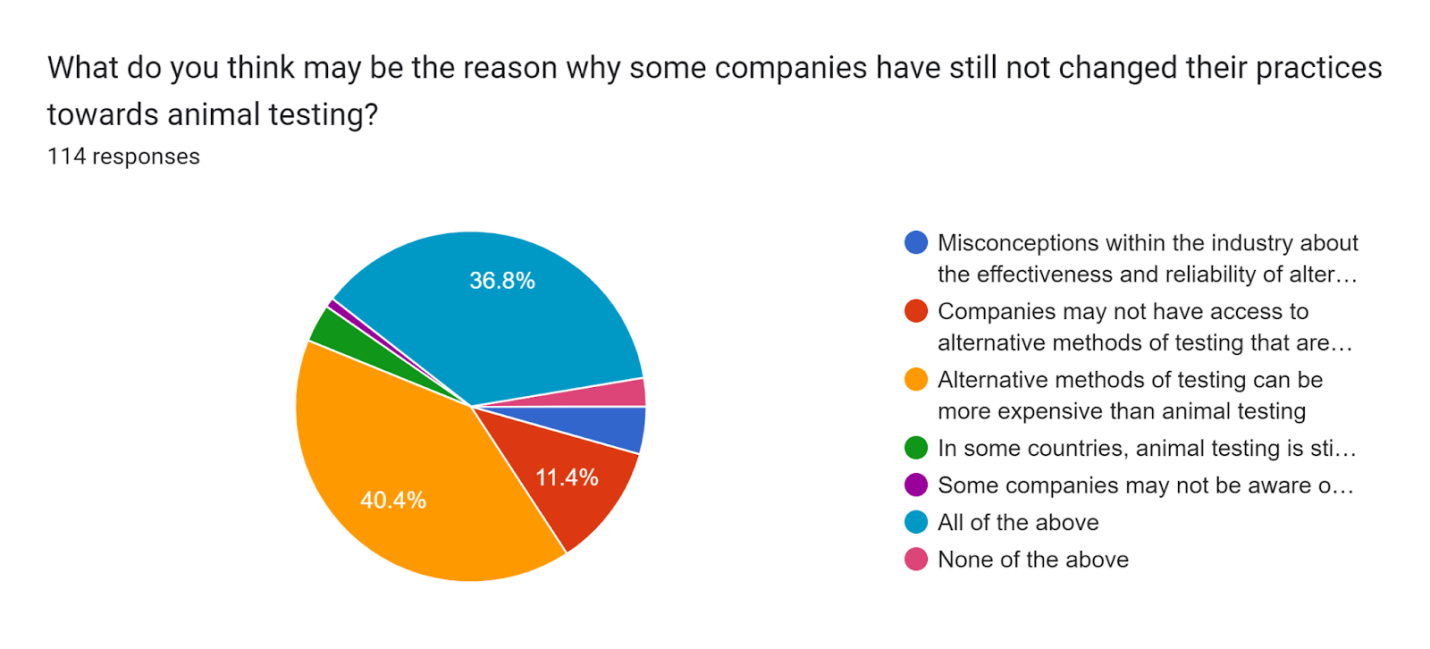 What do you think may be the reason why some companies have still not changed their practices
towards animal testing?
114 responses
36.8%
11.4%
40.4%
Misconceptions within the industry about
the effectiveness and reliability of alter…
Companies may not have access to
alternative methods of testing that are…
Alternative methods of testing can be
more expensive than animal testing
In some countries, animal testing is sti…
Some companies may not be aware o…
All of the above
None of the above